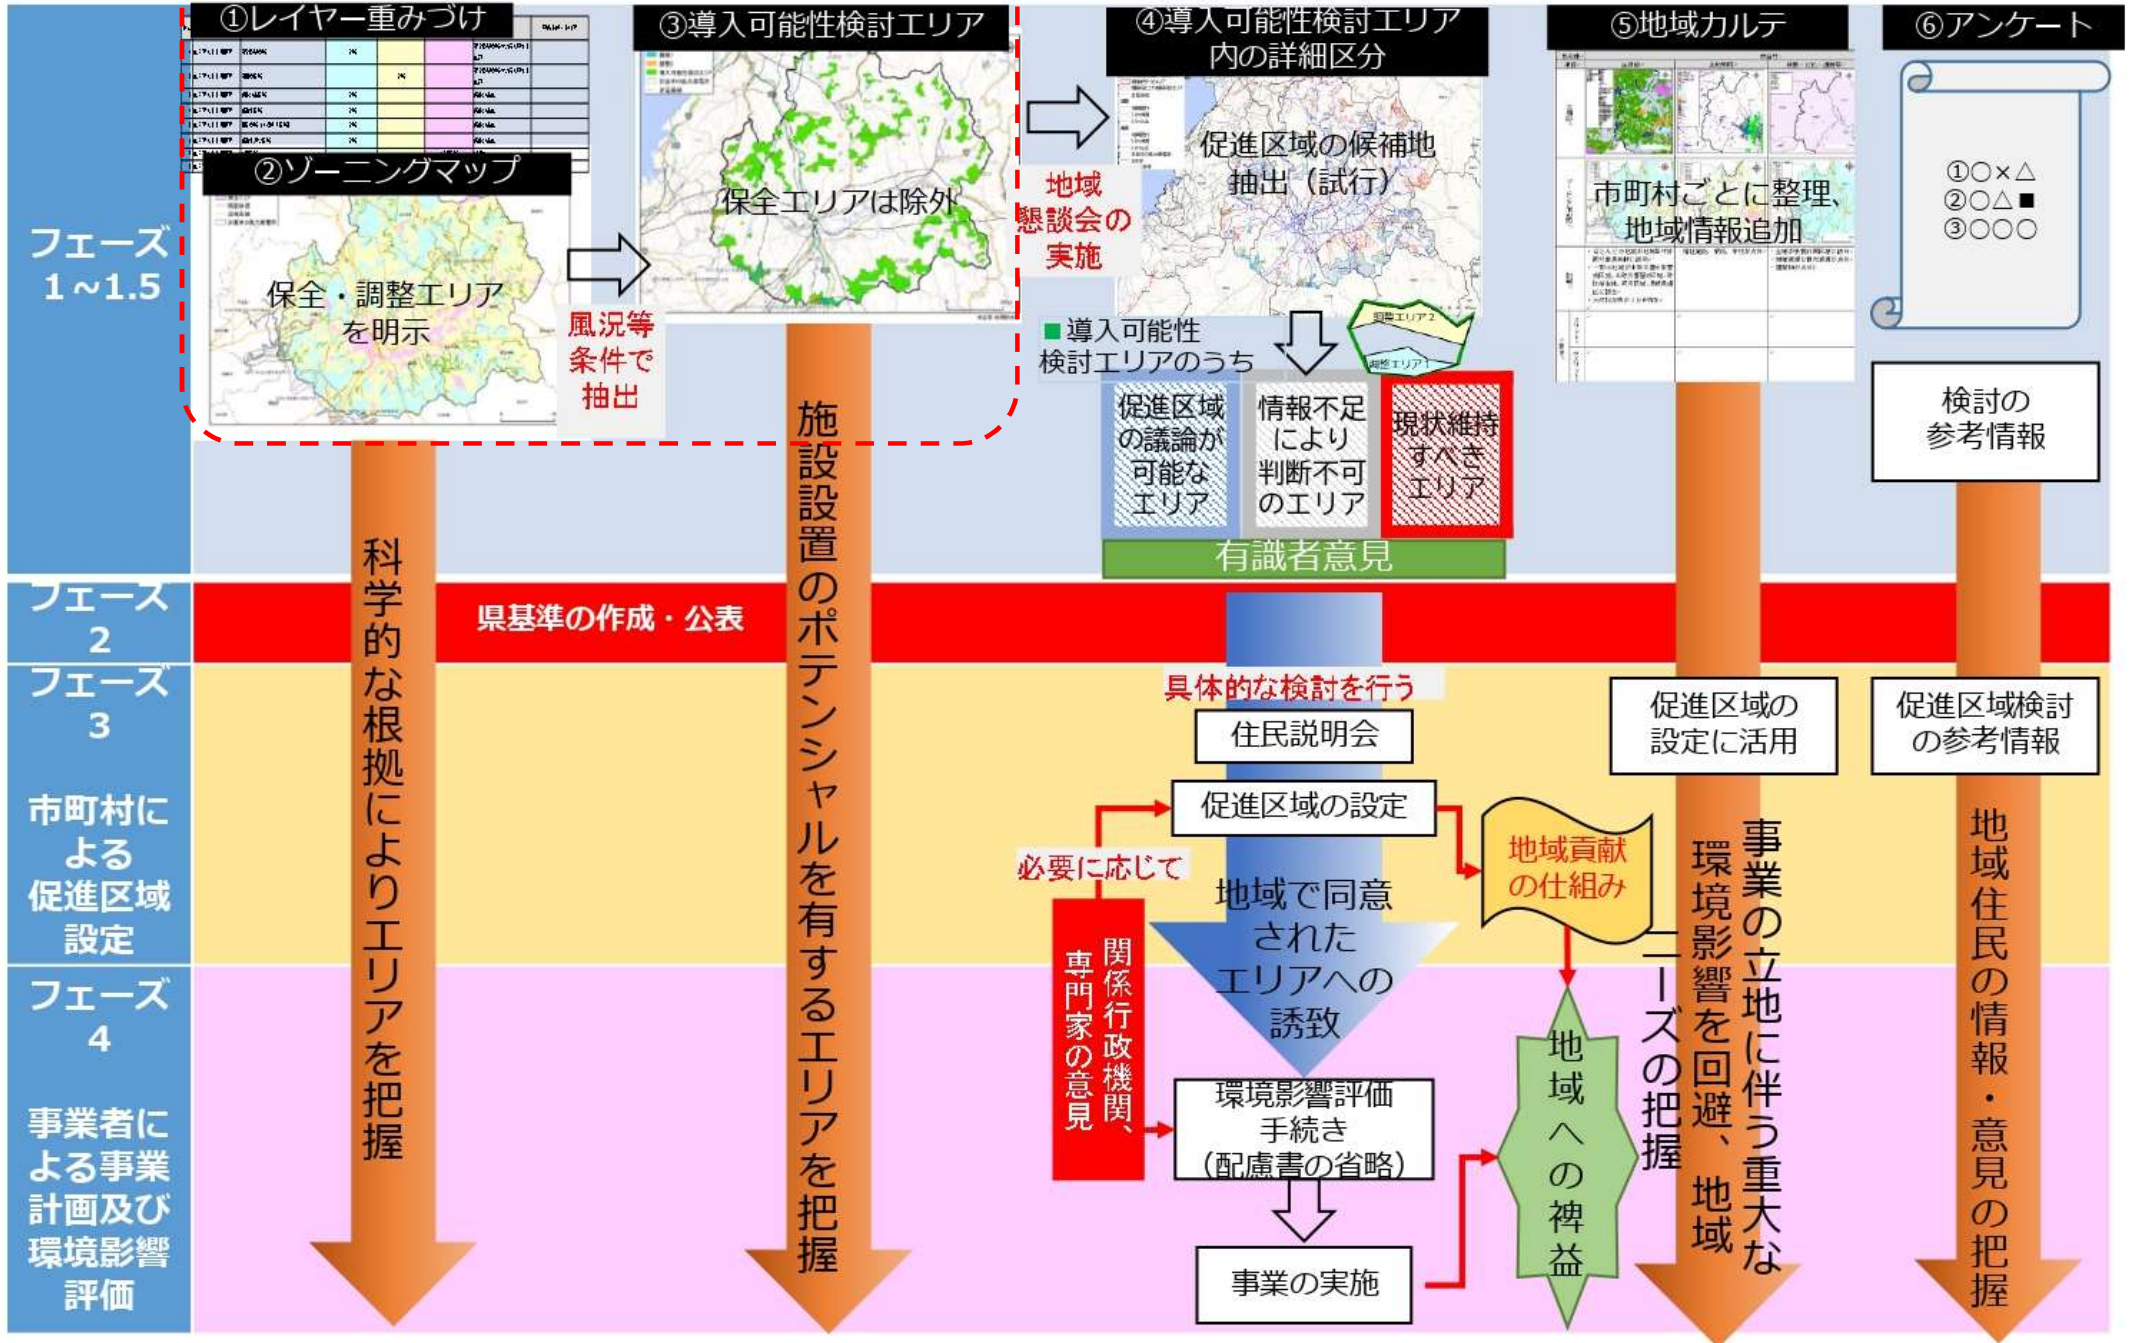 ①レイヤー重みづけ
②ゾーニングマップ
保全・調整エリア
を明示
風況等
条件で
抽出
③導入可能性検討エリア
保全エリアは除外
地域
懇談会の
実施
④導入可能性検討エリア
内の詳細区分
促進区域の候補地
抽出（試行）
■導入可能性
検討エリアのうち
調整エリア2
調整エリア1
促進区域
の議論が
可能な
エリア
情報不足
により
判断不可
のエリア
現状維持
すべき
エリア
有識者意見
⑤地域カルテ
市町村ごとに整理、
地域情報追加
⑥アンケート
①○×△
②○△■
③○○○
検討の
参考情報
フェーズ
1~1.5
フェーズ
2
県基準の作成・公表
フェーズ
3
市町村に
よる
促進区域
設定
フェーズ
4
事業者に
よる事業
計画及び
環境影響
評価
科学的な根拠によりエリアを把握
施設設置のポテンシャルを有するエリアを把握
具体的な検討を行う
住民説明会
促進区域の設定
必要に応じて
地域で同意
された
エリアへの
誘致
関係行政機関、
専門家の意見
環境影響評価
手続き
（配慮書の省略）
事業の実施
地域貢献
の仕組み
地域への裨益
促進区域の
設定に活用
事業の立地に伴う重大な
環境影響を回避、地域
ニーズの把握
促進区域検討
の参考情報
地域住民の情報・意見の把握